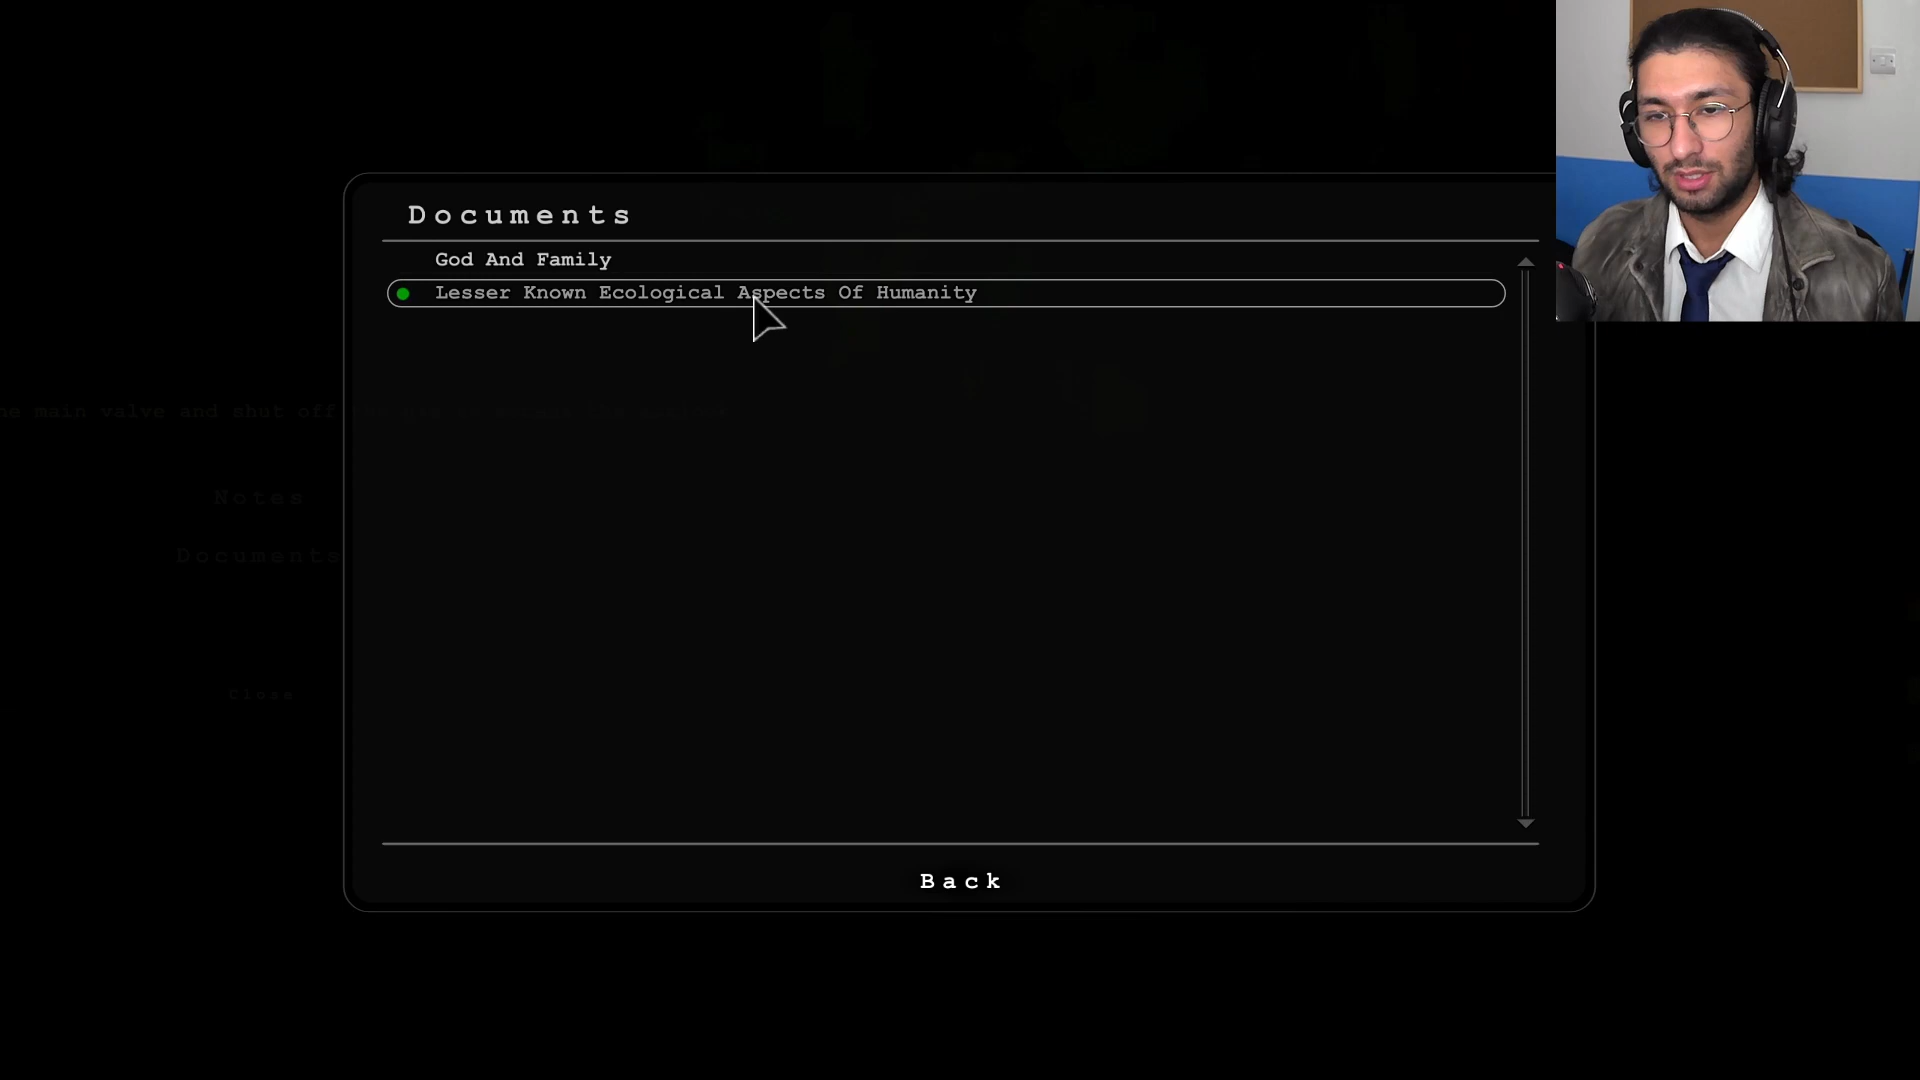 Documents
God And Family
Lesser Known Ecological Aspects Of Humanity
he main valve and shut off
Notes
Documents
Close
Back